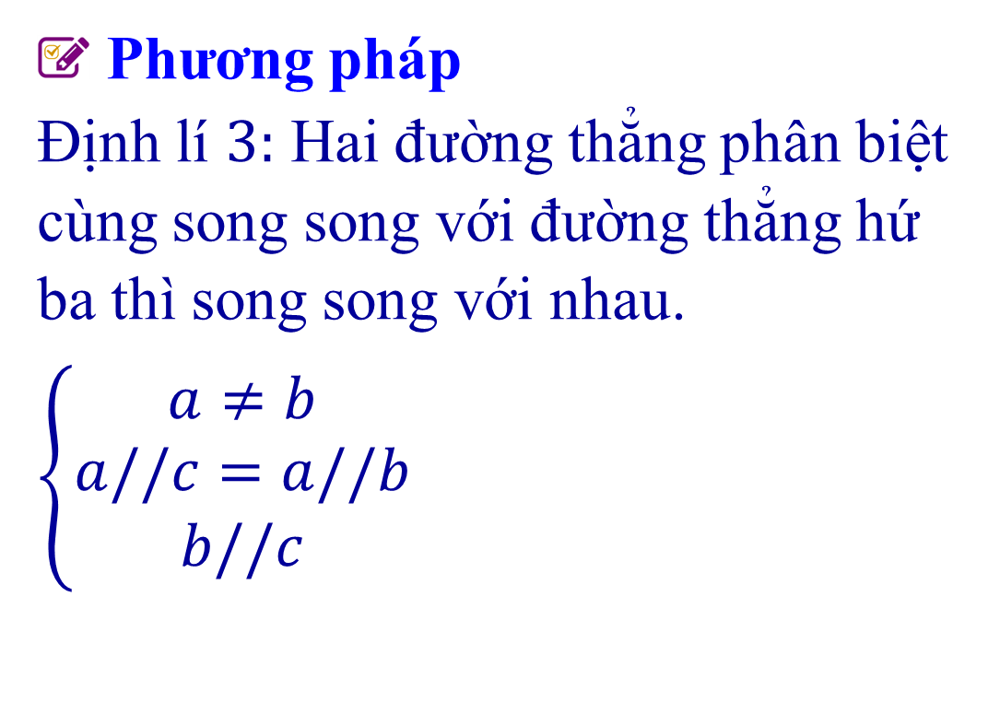 Phương pháp
Định lí 3: Hai đường thẳng phân biệt
cùng song song với đường thẳng hứ
ba thì song song với nhau.
a ≠ b
a//c = a//b
b//c